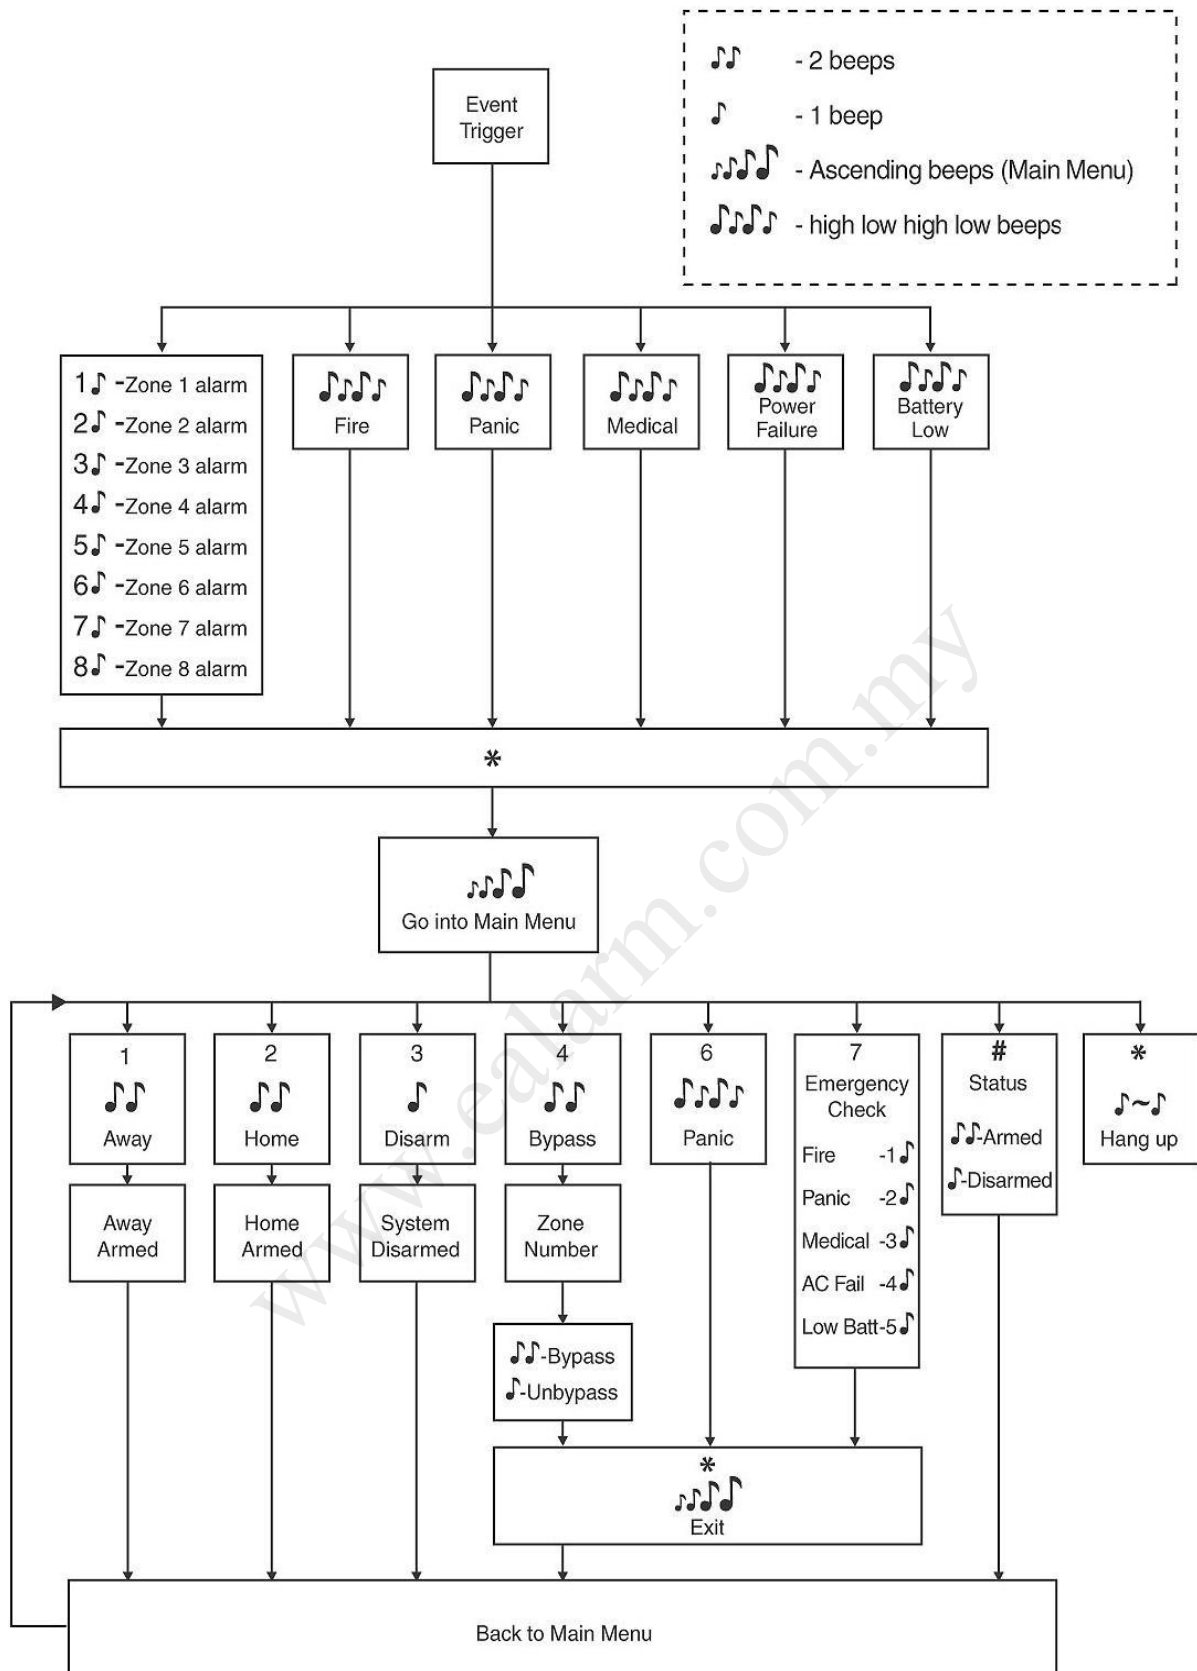 - 2 beeps
- 1 beep
- Ascending beeps (Main Menu)
- high low high low beeps
Event
Trigger
1 -Zone 1 alarm
2 -Zone 2 alarm
3 -Zone 3 alarm
4 -Zone 4 alarm
5 -Zone 5 alarm
6 -Zone 6 alarm
7 -Zone 7 alarm
8 -Zone 8 alarm
Fire
Panic
Medical
Power
Failure
Battery
Low
*
Go into Main Menu
1
Away
2
Home
3
Disarm
4
Bypass
6
Panic
7
Emergency
Check
Fire -1
Panic -2
Medical -3
AC Fail -4
Low Batt-5
#
Status
-Armed
-Disarmed
*
~
Hang up
Away
Armed
Home
Armed
System
Disarmed
Zone
Number
-Bypass
-Unbypass
*
Exit
Back to Main Menu
www.ealarm.com.my